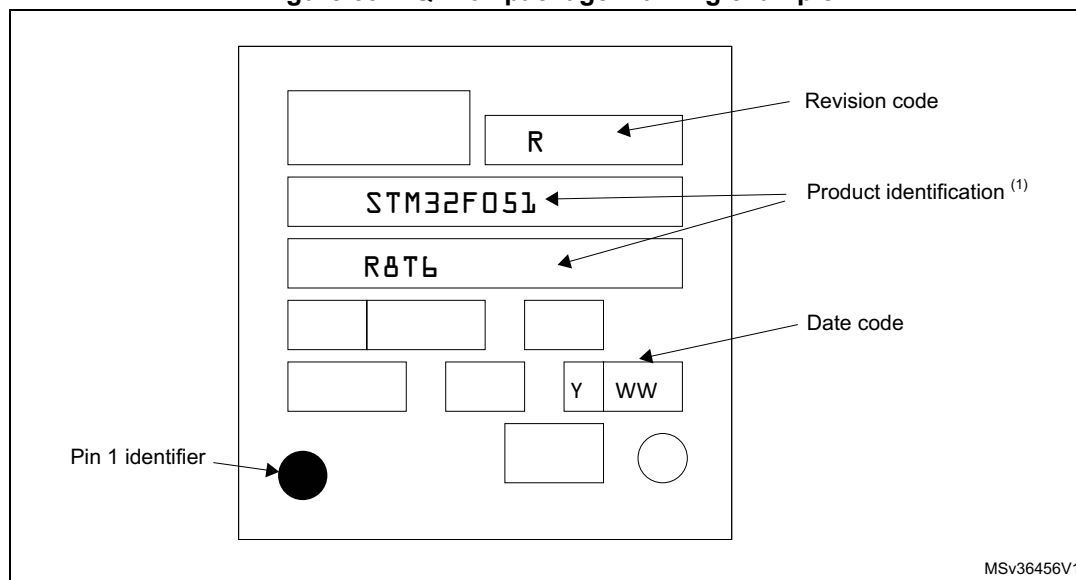 Revision code
R
STM32F051
Product identification (1)
R8T6
Date code
Y WW
Pin 1 identifier
MSv36456V1